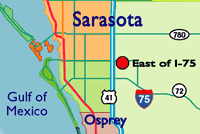 Sarasota
780
East of I-75
Gulf of
Mexico
41
75
72
Osprey